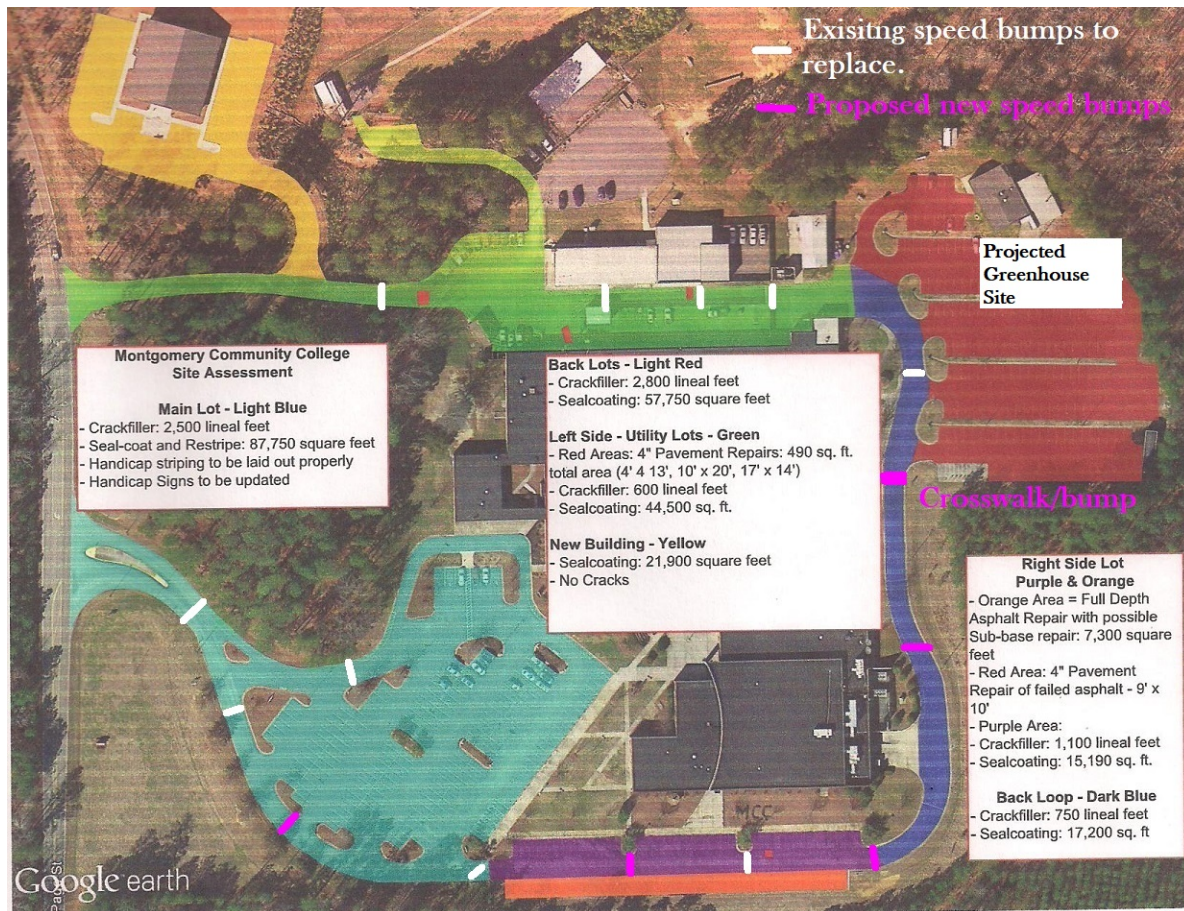 Exisitng speed bumps to
replace.
Proposed new speed bumps
Projected
Greenhouse
Site
Montgomery Community College
Site Assessment
Main Lot - Light Blue
- Crackfiller: 2,500 lineal feet
- Seal-coat and Restripe: 87,750 square feet
- Handicap striping to be laid out properly
- Handicap Signs to be updated
Back Lots - Light Red
- Crackfiller: 2,800 lineal feet
- Sealcoating: 57,750 square feet
Left Side - Utility Lots - Green
- Red Areas: 4" Pavement Repairs: 490 sq. ft.
total area (4' 4 13', 10' x 20', 17' x 14')
- Crackfiller: 600 lineal feet
- Sealcoating: 44,500 sq. ft.
New Building - Yellow
- Sealcoating: 21,900 square feet
- No Cracks
Crosswalk/bump
Right Side Lot
Purple & Orange
- Orange Area = Full Depth
Asphalt Repair with possible
Sub-base repair: 7,300 square
feet
- Red Area: 4" Pavement
Repair of failed asphalt - 9' x
10'
- Purple Area:
- Crackfiller: 1,100 lineal feet
- Sealcoating: 15,190 sq. ft.
Back Loop - Dark Blue
- Crackfiller: 750 lineal feet
- Sealcoating: 17,200 sq. ft
MCC
Google earth
St